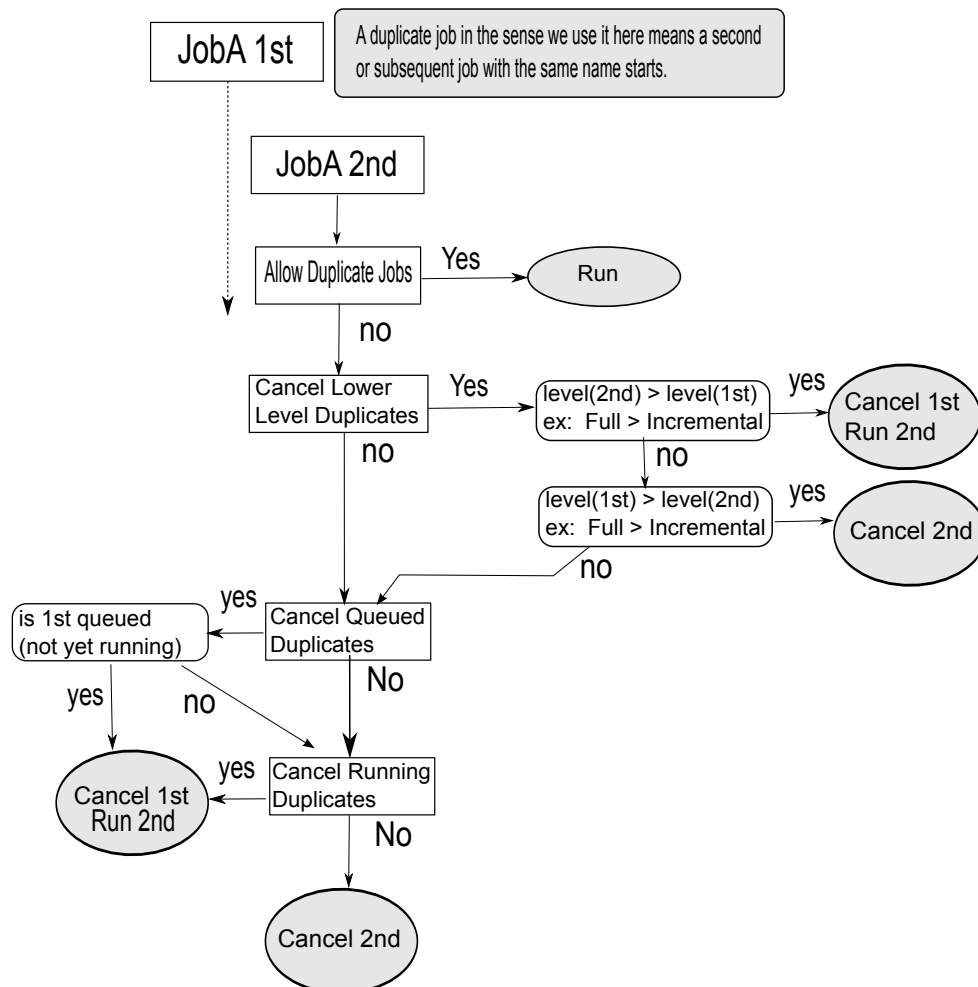 JobA 1st
A duplicate job in the sense we use it here means a second
or subsequent job with the same name starts.
JobA 2nd
Allow Duplicate Jobs
Yes
Run
no
Cancel Lower
Level Duplicates
Yes
level(2nd) > level(1st)
ex:  Full > Incremental
yes
Cancel 1st
Run 2nd
no
no
level(1st) > level(2nd)
ex:  Full > Incremental
yes
Cancel 2nd
no
Cancel Queued
Duplicates
yes
is 1st queued
(not yet running)
No
yes
no
Cancel Running
Duplicates
yes
Cancel 1st
Run 2nd
No
Cancel 2nd